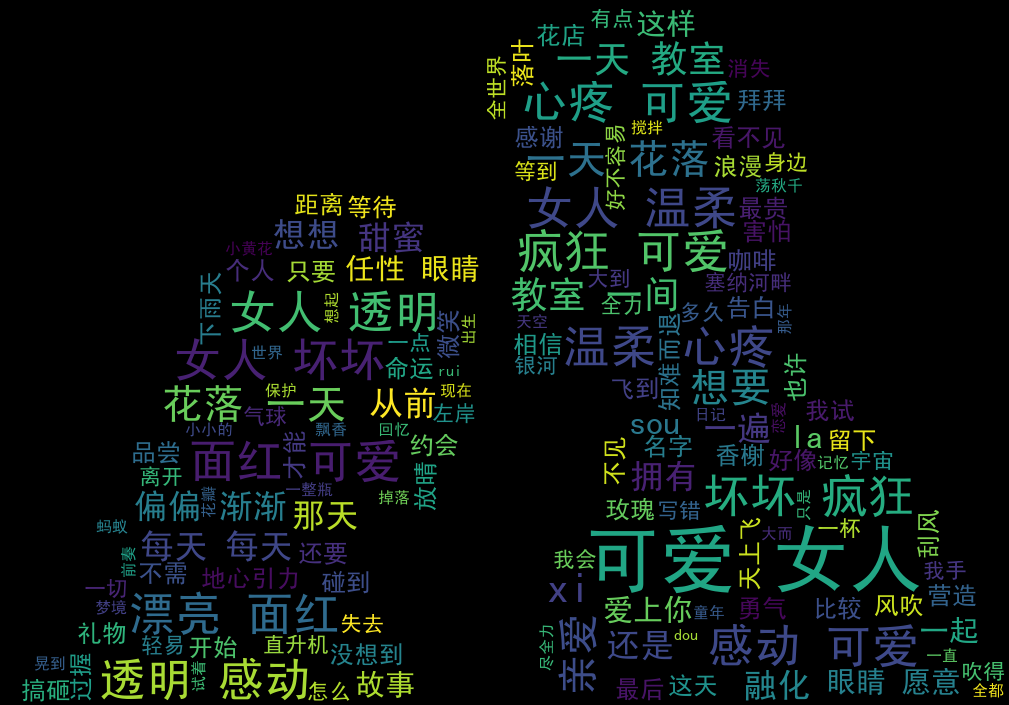 有点
这样
花店
一天 教室
落叶
全世界
消失
心疼 可爱
拜拜
搅拌
感谢
好不容易
看不见
一天 花落
等到
浪漫
身边
荡秋千
女人 温柔
最贵
害怕
疯狂 可爱
咖啡
大到
塞纳河畔
教室 一间
全力
多久
告白
那年
天空
知难而退
相信
温柔 心疼
银河
也许
飞到
想要
日记
恋爱
我试
sou
一遍
la
留下
不见
名字
香榭
好像
记忆
宇宙
拥有
坏坏 疯狂
只是
玫瑰
写错
飞
天上
大而
一杯
刮风
可爱 女人
我会
我手
xi
爱上你
童年
勇气
比较
风吹
营造
亲爱
还是
dou
感动 可爱
一起
尽全力
一直
最后
这天
融化
眼睛
愿意
吹得
全都
距离
等待
想想
甜蜜
小黄花
个人
只要
任性 眼睛
下雨天
女人 透明
想起
微笑
出生
女人 坏坏
世界
一点
命运
rui
花落 一天
保护
从前
现在
左岸
气球
小小的
飘香
回忆
约会
品尝
面红 可爱
才能
离开
放晴
一整瓶
掉落
偏偏
渐渐
那天
蚂蚁
前奏
每天 每天
还要
不需
地心引力
碰到
一切
梦境
漂亮 面红
失去
礼物
轻易
开始
直升机
没想到
晃到
过握
试着
搞砸
透明 感动
怎么
故事